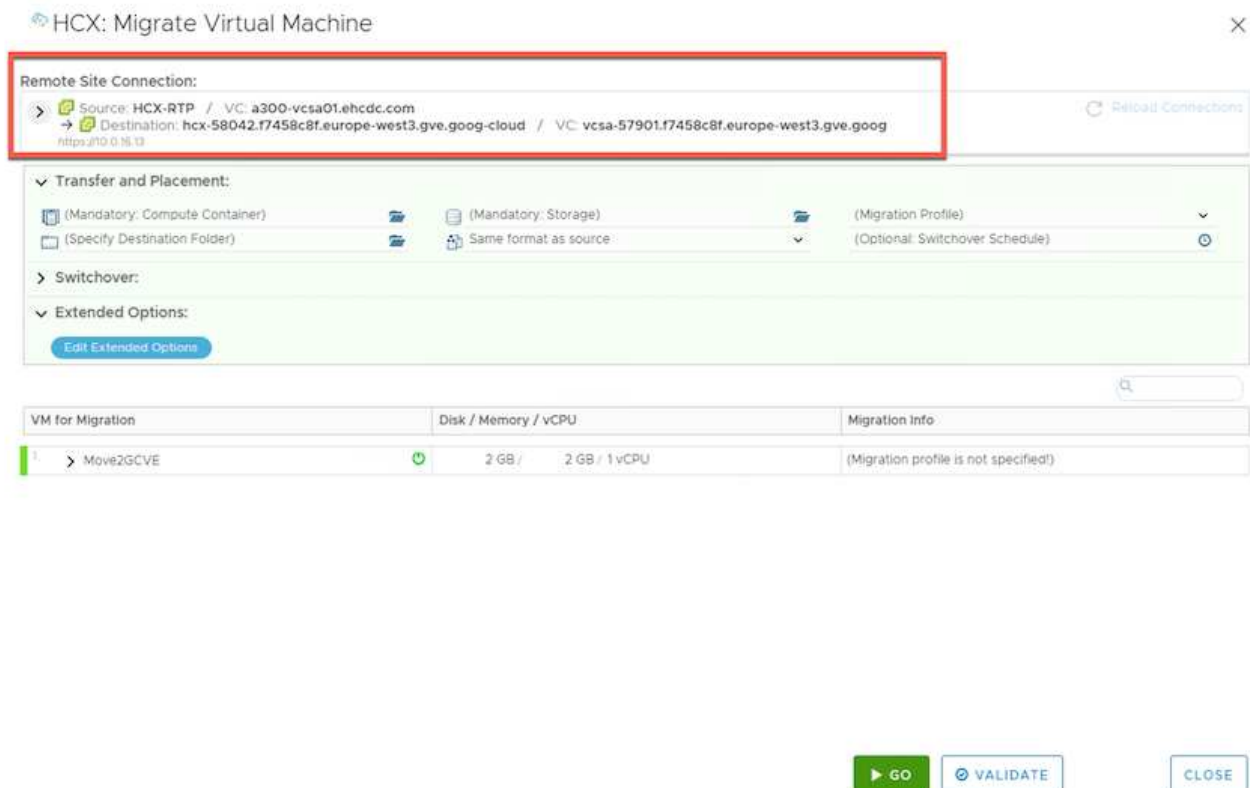 HCX: Migrate Virtual Machine
Remote Site Connection:
Source: HCX-RTP / VC: a300-vcsa01.ehcdc.com
→ Destination: hcx-58042.f7458c8f.europe-west3.gve.goog-cloud / VC: vcsa-57901.f7458c8f.europe-west3.gve.goog
https://10.0.16.13
Reload Connections
Transfer and Placement:
(Mandatory: Compute Container) (Mandatory: Storage) (Migration Profile)
(Specify Destination Folder) Same format as source (Optional: Switchover Schedule)
Switchover:
Extended Options:
Edit Extended Options
VM for Migration Disk / Memory / vCPU Migration Info
1. Move2GCVE 2 GB / 2 GB / 1 vCPU (Migration profile is not specified!)
GO VALIDATE CLOSE